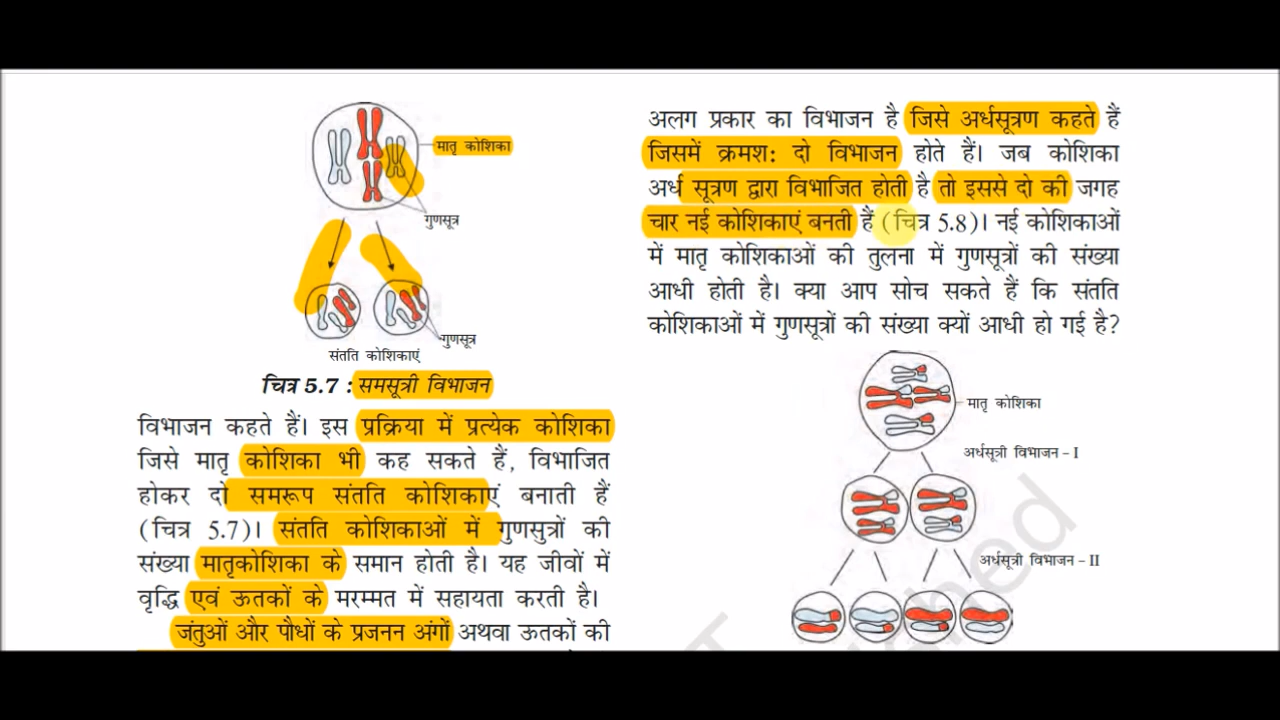 मातृ कोशिका
गुणसूत्र
गुणसूत्र
संतति कोशिकाएं
चित्र 5.7 : समसूत्री विभाजन
विभाजन कहते हैं। इस प्रक्रिया में प्रत्येक कोशिका
जिसे मातृ कोशिका भी कह सकते हैं, विभाजित
होकर दो समरूप संतति कोशिकाएं बनाती हैं
(चित्र 5.7)। संतति कोशिकाओं में गुणसुत्रों की
संख्या मातृकोशिका के समान होती है। यह जीवों में
वृद्धि एवं ऊतकों के मरम्मत में सहायता करती है।
जंतुओं और पौधों के प्रजनन अंगों अथवा ऊतकों की
अलग प्रकार का विभाजन है जिसे अर्धसूत्रण कहते हैं
जिसमें क्रमश: दो विभाजन होते हैं। जब कोशिका
अर्ध सूत्रण द्वारा विभाजित होती है तो इससे दो की जगह
चार नई कोशिकाएं बनती हैं (चित्र 5.8)। नई कोशिकाओं
में मातृ कोशिकाओं की तुलना में गुणसूत्रों की संख्या
आधी होती है। क्या आप सोच सकते हैं कि संतति
कोशिकाओं में गुणसूत्रों की संख्या क्यों आधी हो गई है?
मातृ कोशिका
अर्धसूत्री विभाजन – I
अर्धसूत्री विभाजन – II